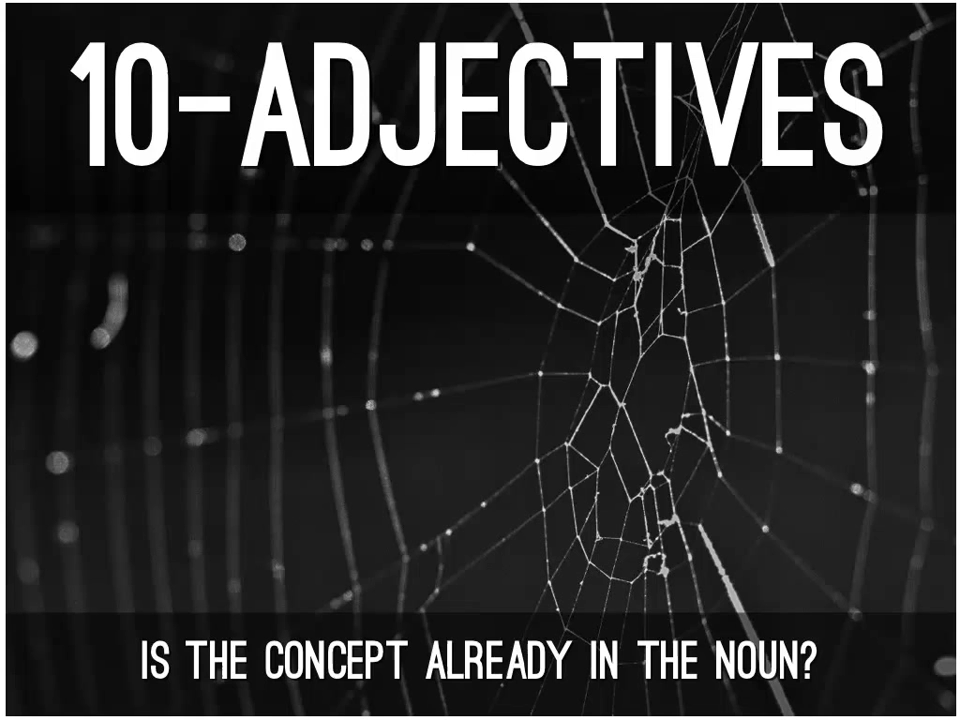 10-ADJECTIVES
IS THE CONCEPT ALREADY IN THE NOUN?